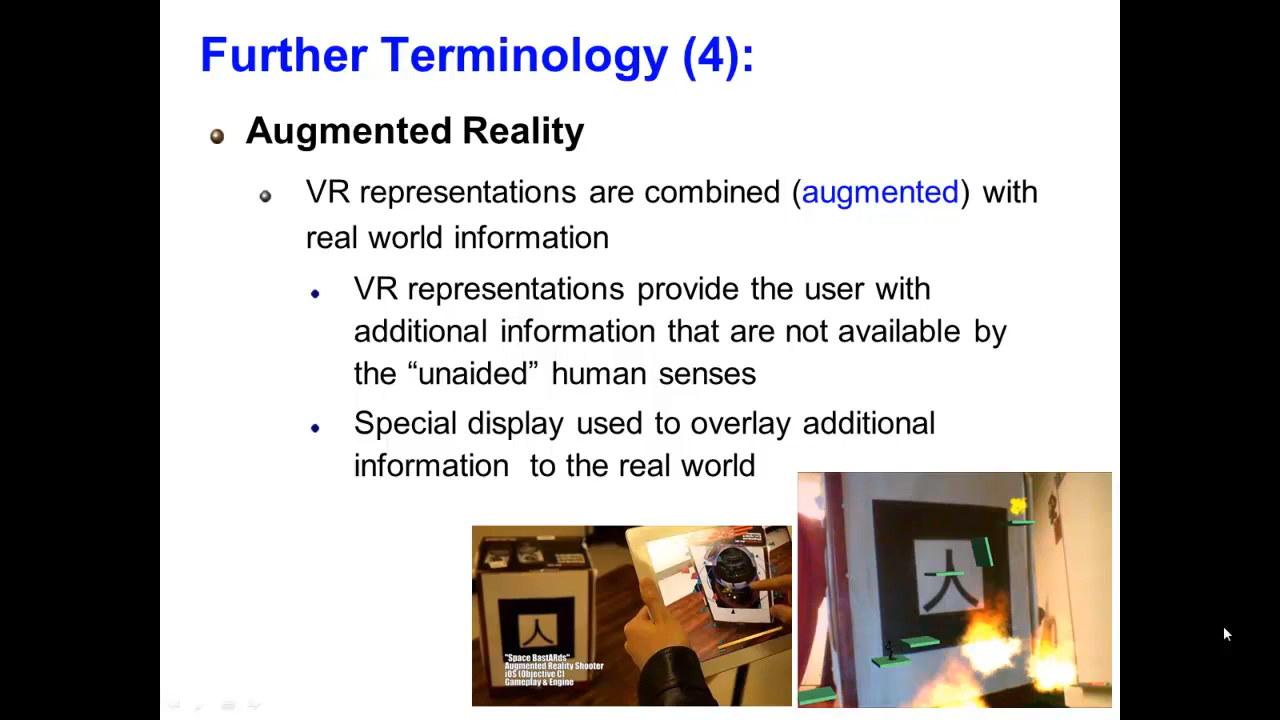 Further Terminology (4):
Augmented Reality
VR representations are combined (augmented) with
real world information
VR representations provide the user with
additional information that are not available by
the “unaided” human senses
Special display used to overlay additional
information to the real world
人
人
"Space BastARds"
Augmented Reality Shooter
iOS (Objective C)
Gameplay & Engine